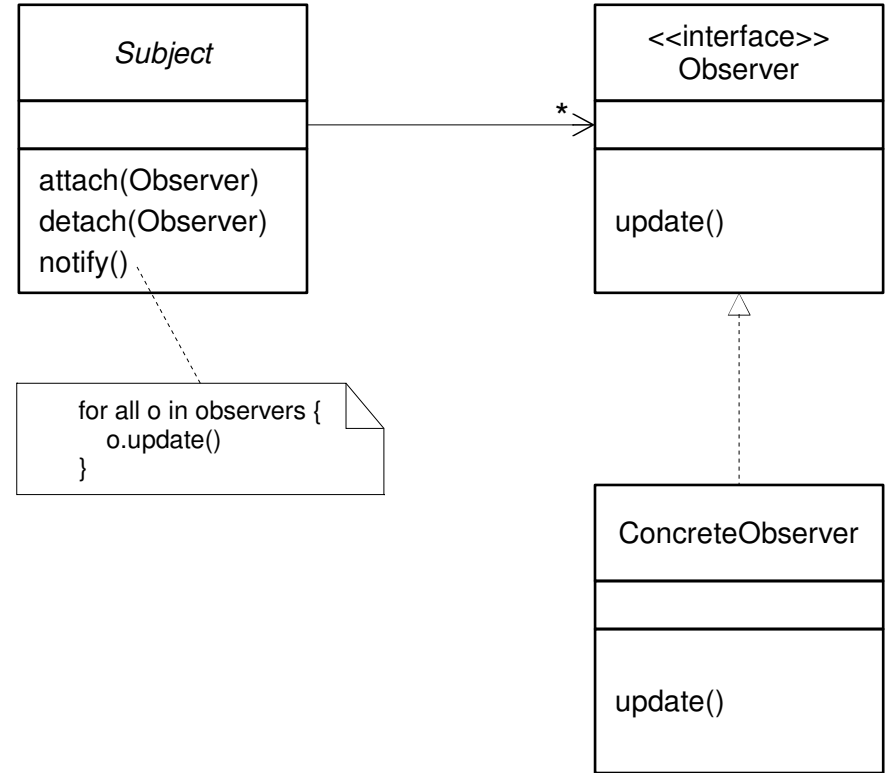 Subject
attach(Observer)
detach(Observer)
notify()
for all o in observers {
o.update()
}
*
<<interface>>
Observer
update()
ConcreteObserver
update()